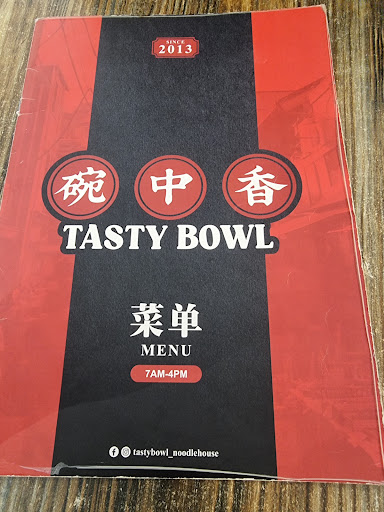 SINCE
2013
碗中香
TASTY BOWL
菜单
MENU
7AM-4PM
tastybowl_noodlehouse